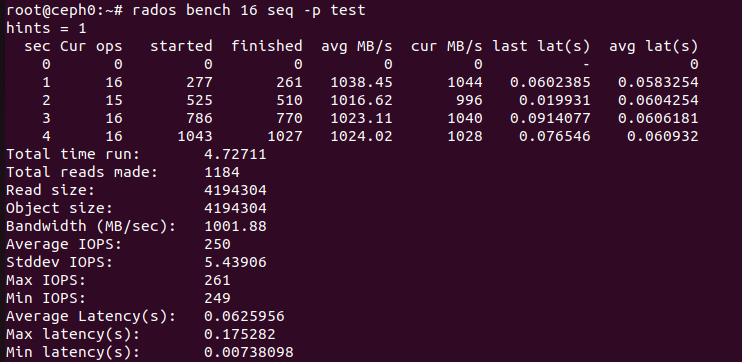 root@ceph0:~# rados bench 16 seq -p test
hints = 1
  sec Cur ops   started  finished  avg MB/s  cur MB/s last lat(s)  avg lat(s)
    0       0         0         0         0         0           -           0
    1      16       277       261   1038.45      1044   0.0602385   0.0583254
    2      15       525       510   1016.62       996    0.019931   0.0604254
    3      16       786       770   1023.11      1040   0.0914077   0.0606181
    4      16      1043      1027   1024.02      1028    0.076546    0.060932
Total time run:       4.72711
Total reads made:     1184
Read size:            4194304
Object size:          4194304
Bandwidth (MB/sec):   1001.88
Average IOPS:         250
Stddev IOPS:          5.43906
Max IOPS:             261
Min IOPS:             249
Average Latency(s):   0.0625956
Max latency(s):       0.175282
Min latency(s):       0.00738098